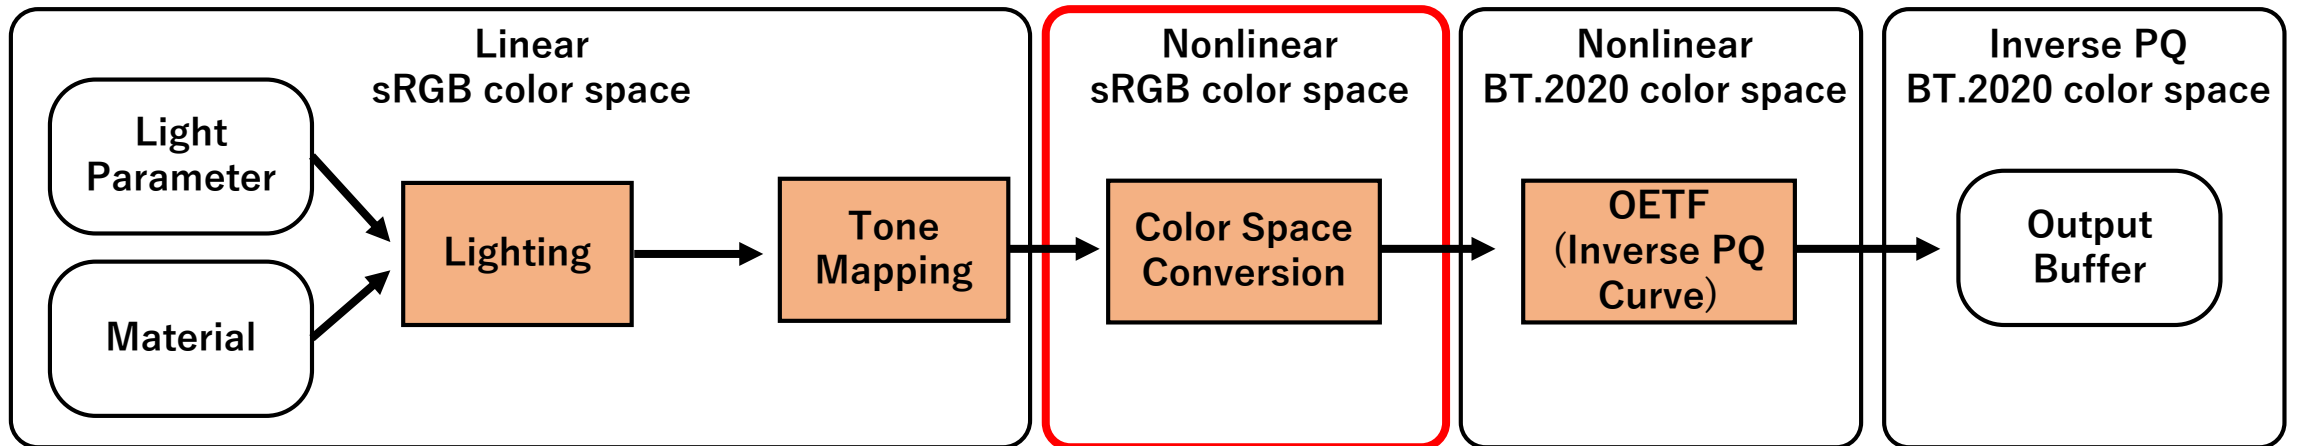 Linear
sRGB color space
Light
Parameter
Material
Lighting
Tone
Mapping
Nonlinear
sRGB color space
Color Space
Conversion
Nonlinear
BT.2020 color space
OETF
(Inverse PQ
Curve)
Inverse PQ
BT.2020 color space
Output
Buffer